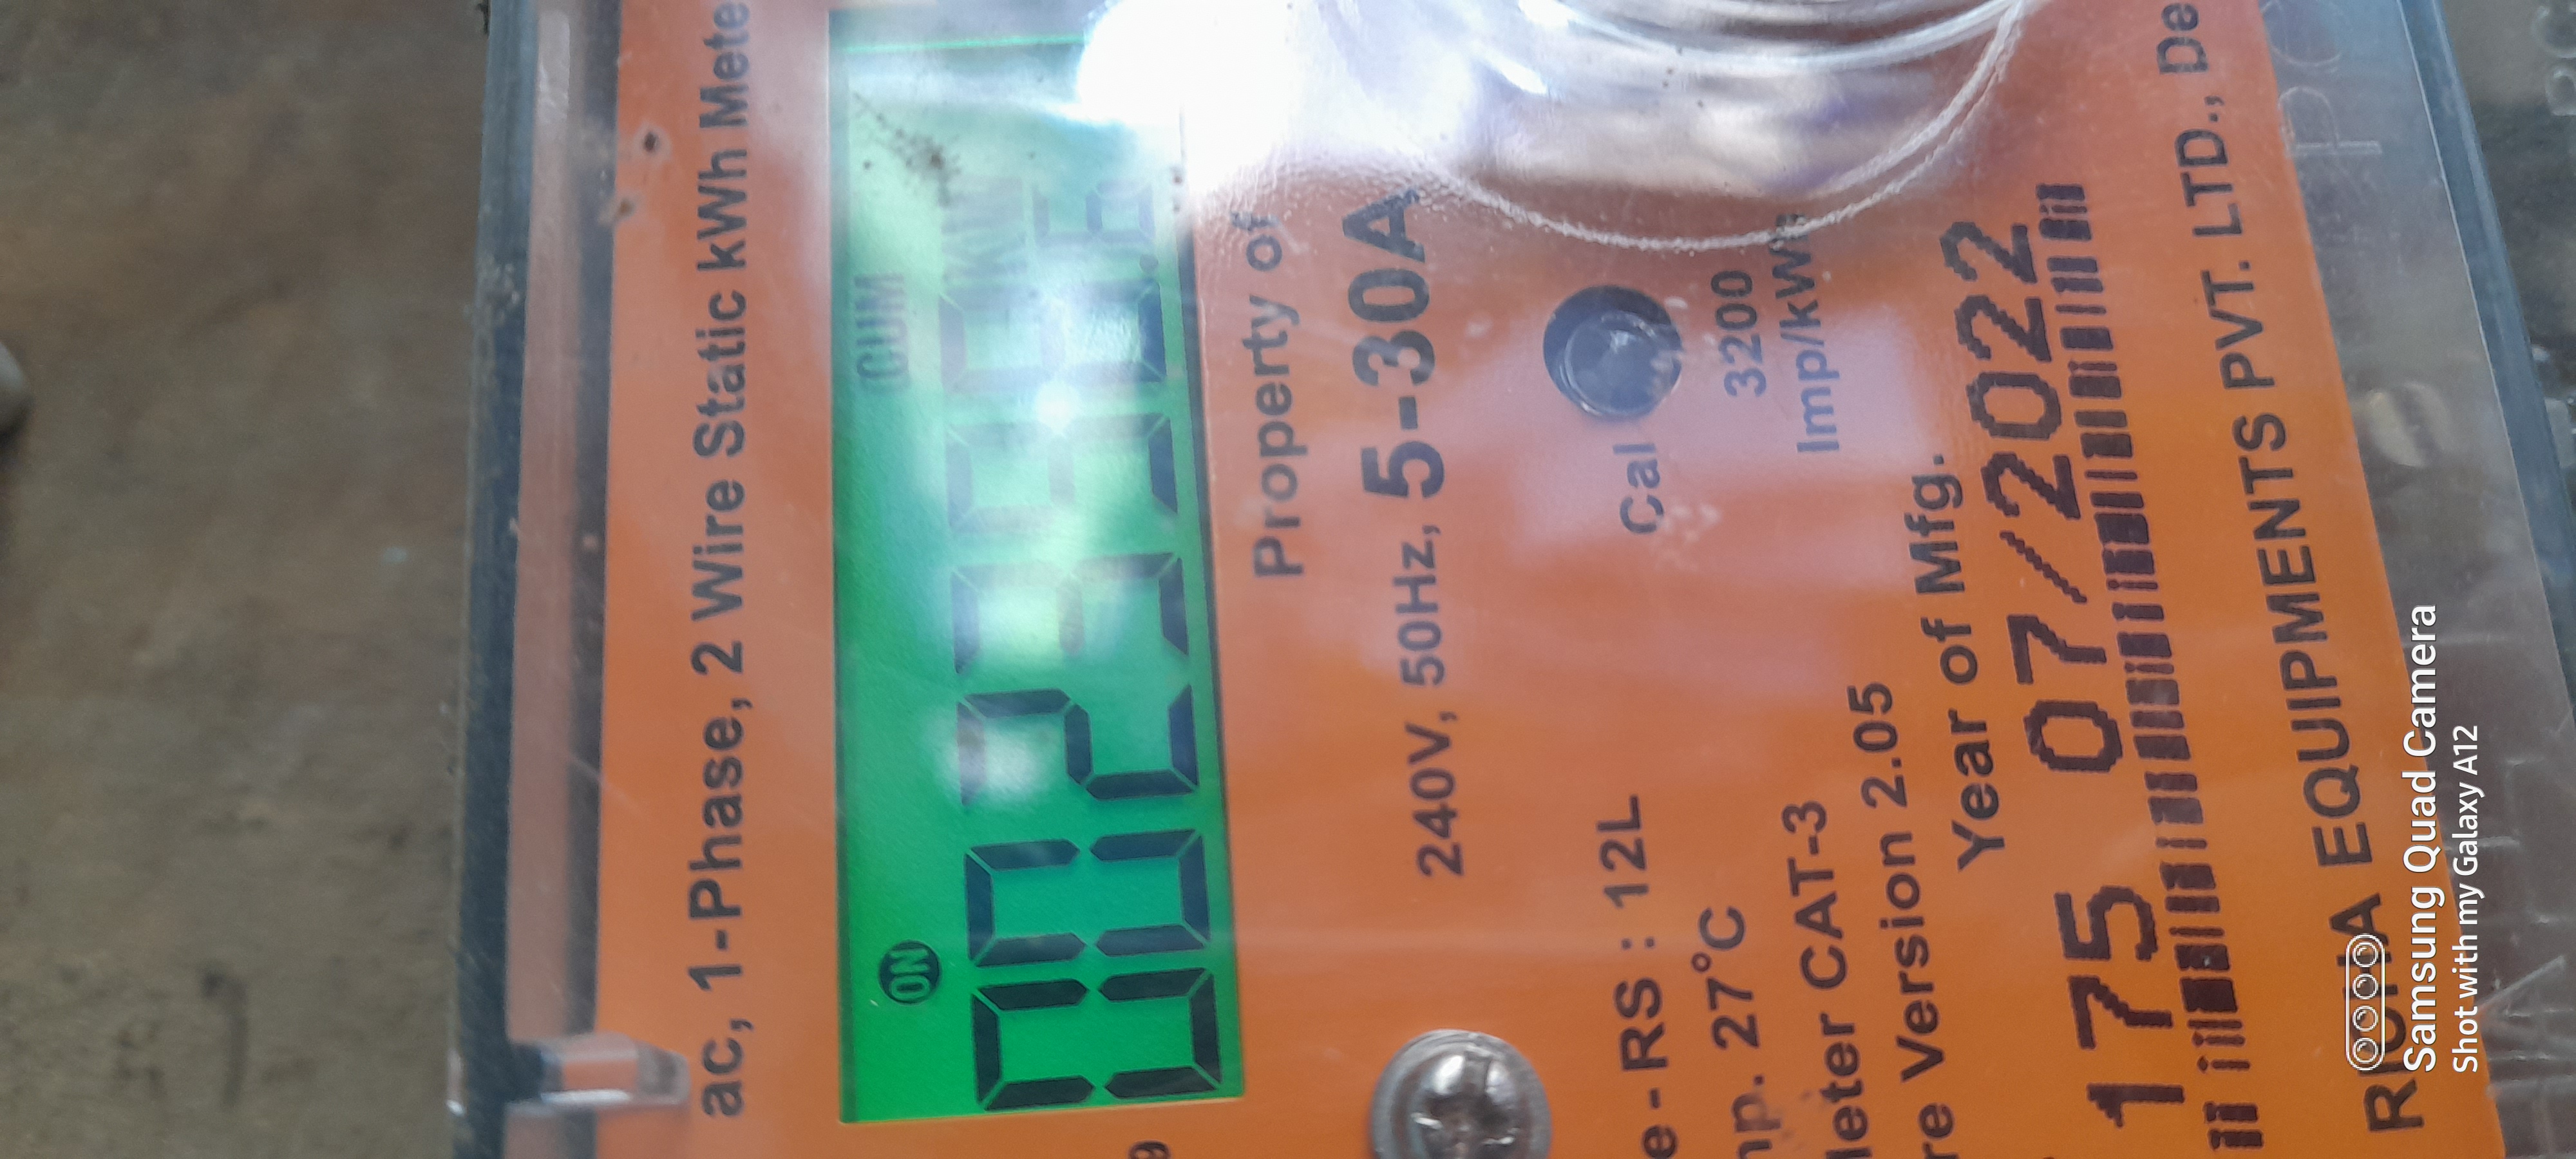 ac, 1-Phase, 2 Wire Static kWh Mete
ON CUM
kW
Property of
240V, 50Hz, 5-30A
Cal
3200
Imp/kWh
e - RS : 12L
mp. 27°C
leter CAT-3
re Version 2.05
Year of Mfg.
175 07/2022
EQUIPMENTS PVT. LTD., De
Samsung Quad Camera
Shot with my Galaxy A12